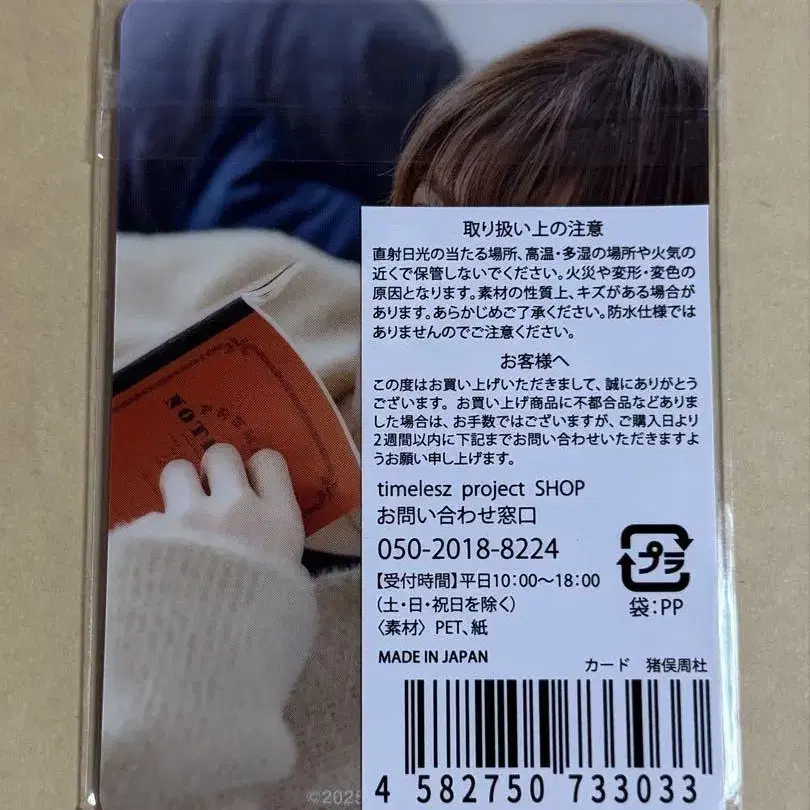 取り扱い上の注意
直射日光の当たる場所、高温・多湿の場所や火気の
近くで保管しないでください。火災や変形・変色の
原因となります。素材の性質上、キズがある場合が
あります。あらかじめご了承ください。防水仕様では
ありませんのでご注意ください。
お客様へ
この度はお買い上げいただきまして、誠にありがとう
ございます。お買い上げ商品に不都合品などありま
した場合は、お手数ではございますが、ご購入日より
2週間以内に下記までお問い合わせいただきますよ
うお願い申し上げます。
timelesz project SHOP
お問い合わせ窓口
050-2018-8224
【受付時間】平日10:00〜18:00
(土・日・祝日を除く)
〈素材〉PET、紙
MADE IN JAPAN
プラ
袋:PP
カード 猪俣周杜
4 582750 733033
©2025